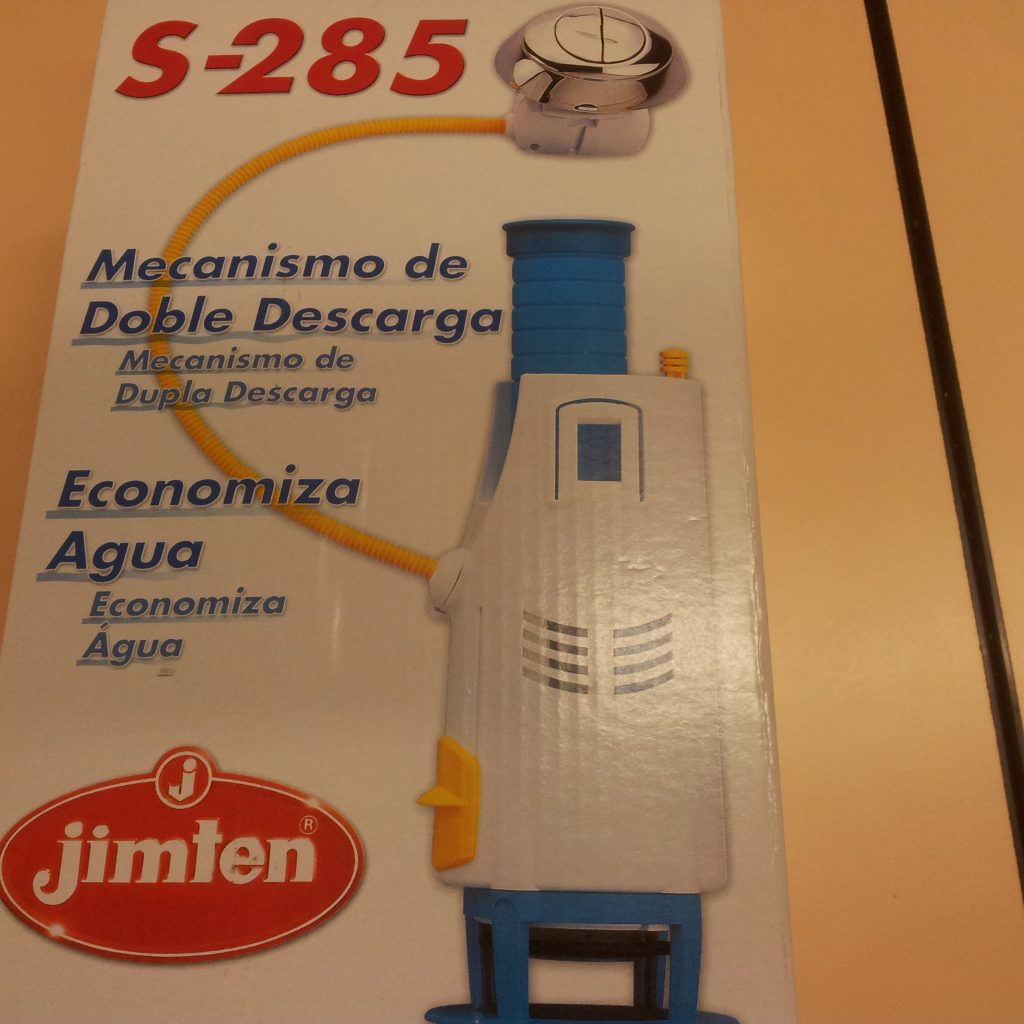 S-285
Mecanismo de
Doble Descarga
Mecanismo de
Dupla Descarga
Economiza
Agua
Economiza
Água
j
jimten ®